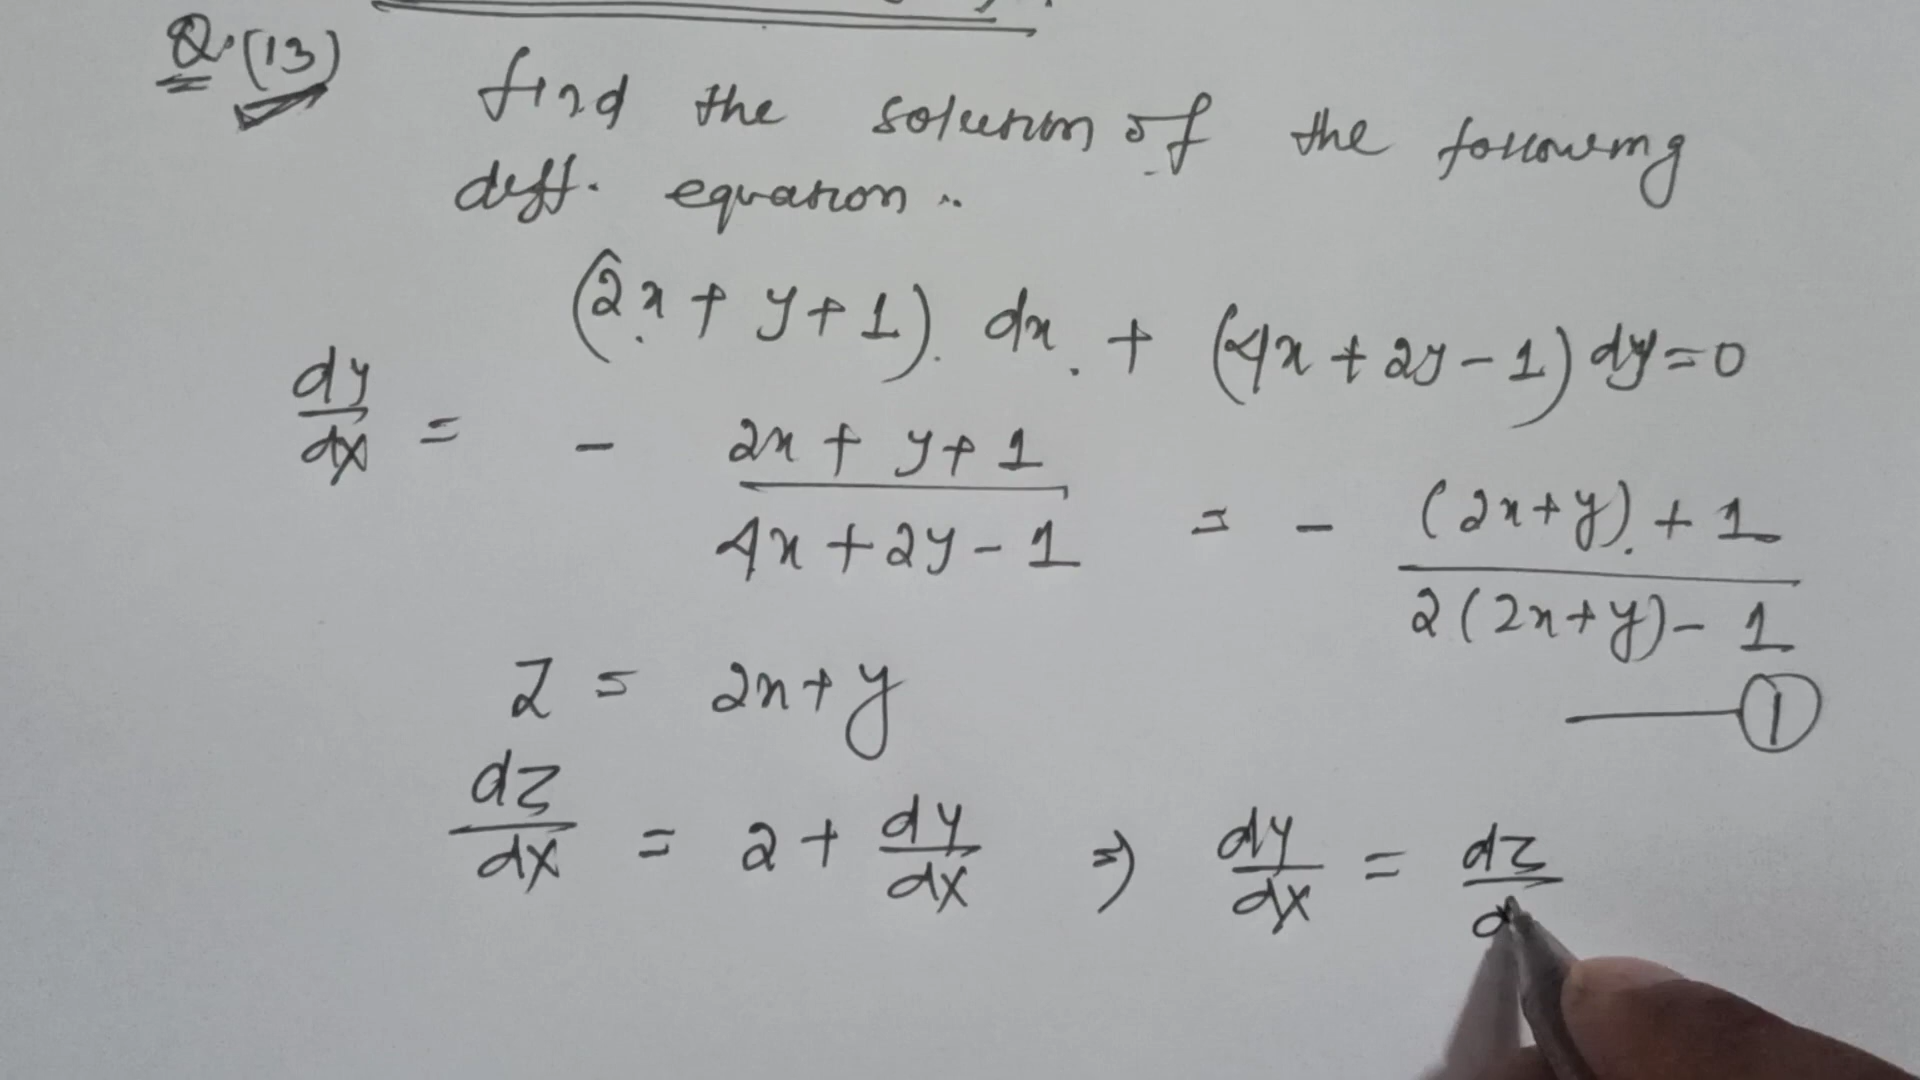 Q.(13) find the solution of the following
diff. equation..
(2x + y + 1). dx. + (4x + 2y - 1) dy = 0
dy/dx = - (2x + y + 1)/(4x + 2y - 1) = - ((2x+y). + 1)/(2(2x+y) - 1)
Z = 2x + y —— ①
dz/dx = 2 + dy/dx ⇒ dy/dx = dz/d